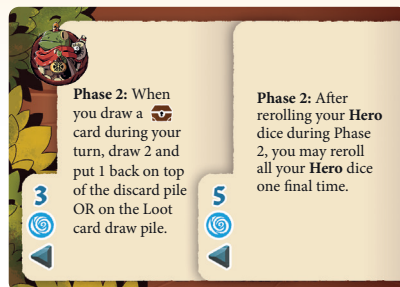 Phase 2: When
you draw a
card during your
turn, draw 2 and
put 1 back on top
of the discard pile
OR on the Loot
card draw pile.
3
Phase 2: After
rerolling your Hero
dice during Phase
2, you may reroll
all your Hero dice
one final time.
5